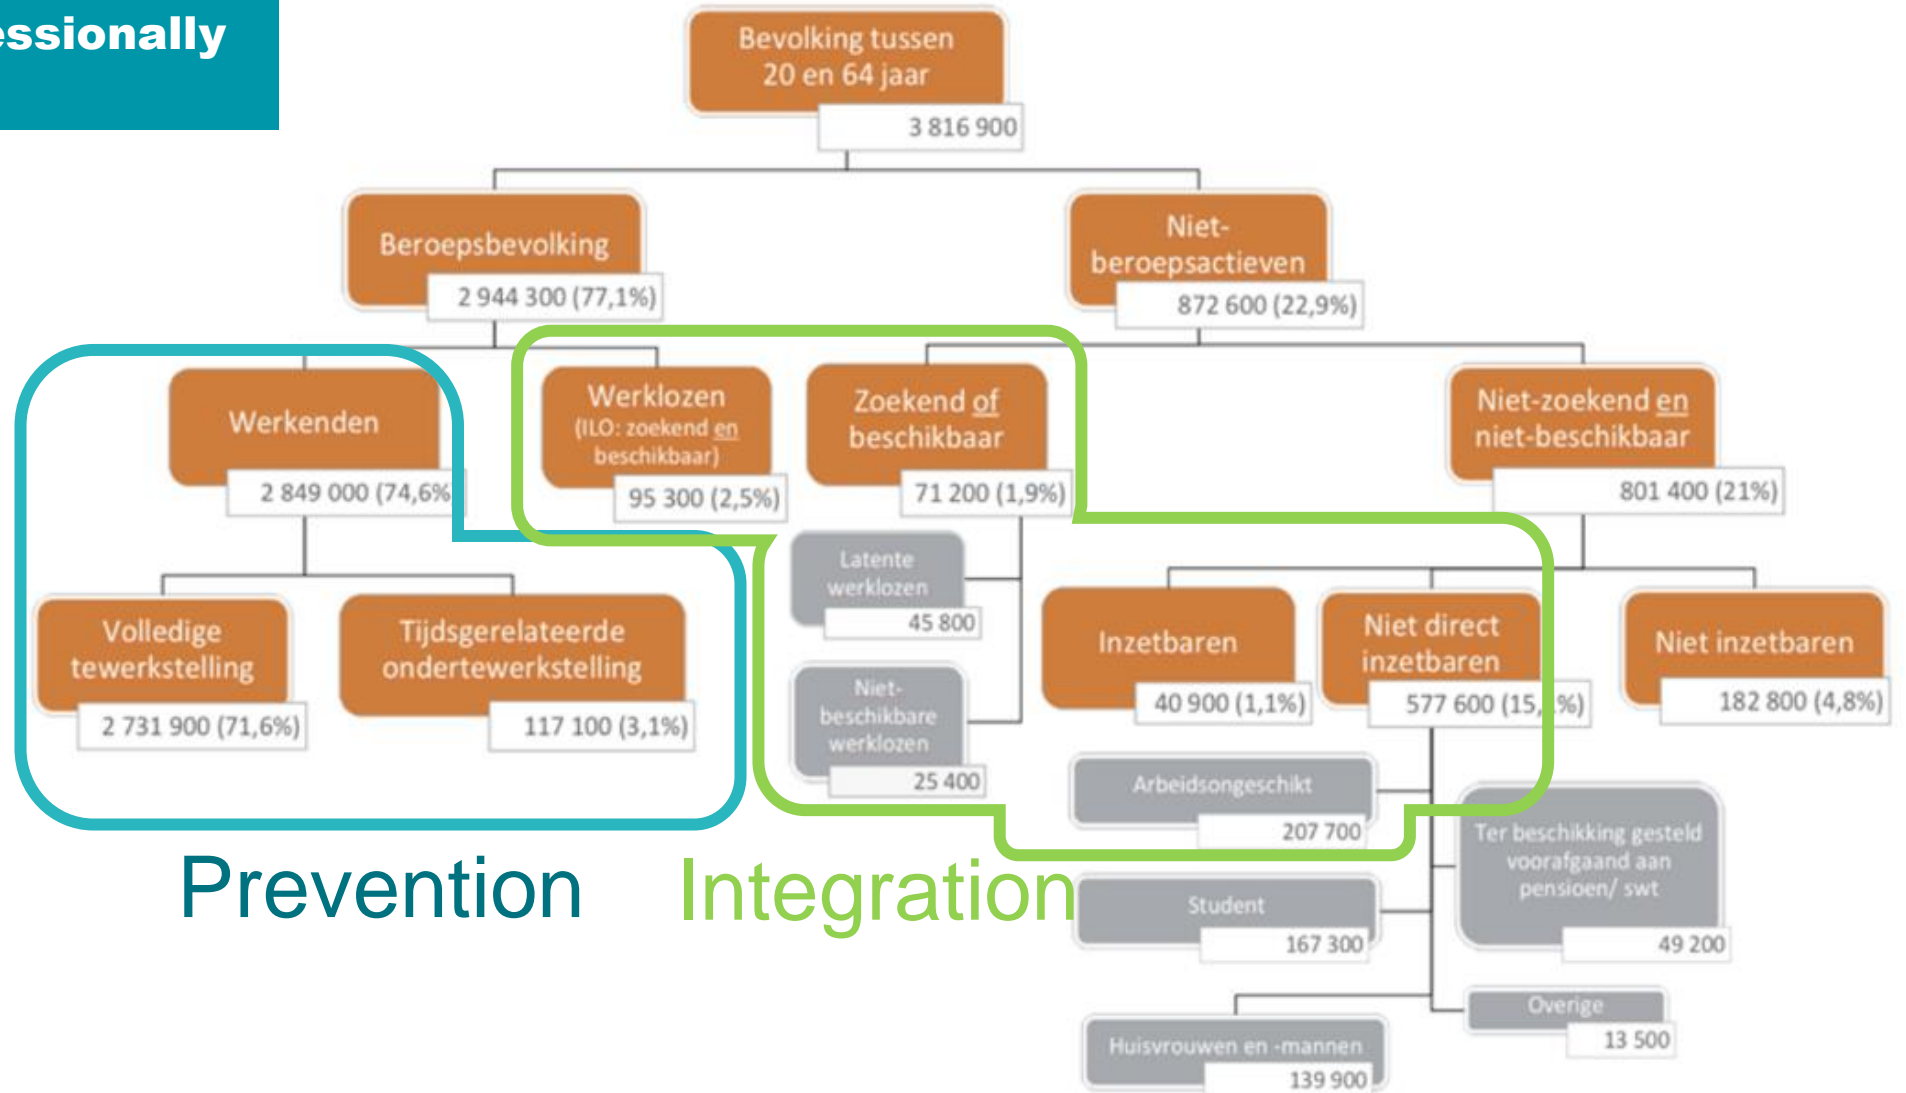 essionally
Bevolking tussen
20 en 64 jaar
3 816 900
Beroepsbevolking
2 944 300 (77,1%)
Niet-
beroepsactieven
872 600 (22,9%)
Werkenden
2 849 000 (74,6%
Werklozen
(ILO: zoekend en
beschikbaar)
95 300 (2,5%)
Zoekend of
beschikbaar
71 200 (1,9%)
Niet-zoekend en
niet-beschikbaar
801 400 (21%)
Volledige
tewerkstelling
2 731 900 (71,6%)
Tijdsgerelateerde
ondertewerkstelling
117 100 (3,1%)
Latente
werklozen
45 800
Niet-
beschikbare
werklozen
25 400
Inzetbaren
40 900 (1,1%)
Niet direct
inzetbaren
577 600 (15,1%)
Niet inzetbaren
182 800 (4,8%)
Arbeidsongeschikt
207 700
Ter beschikking gesteld
voorafgaand aan
pensioen/ swt
49 200
Student
167 300
Overige
13 500
Huisvrouwen en -mannen
139 900
Prevention
Integration